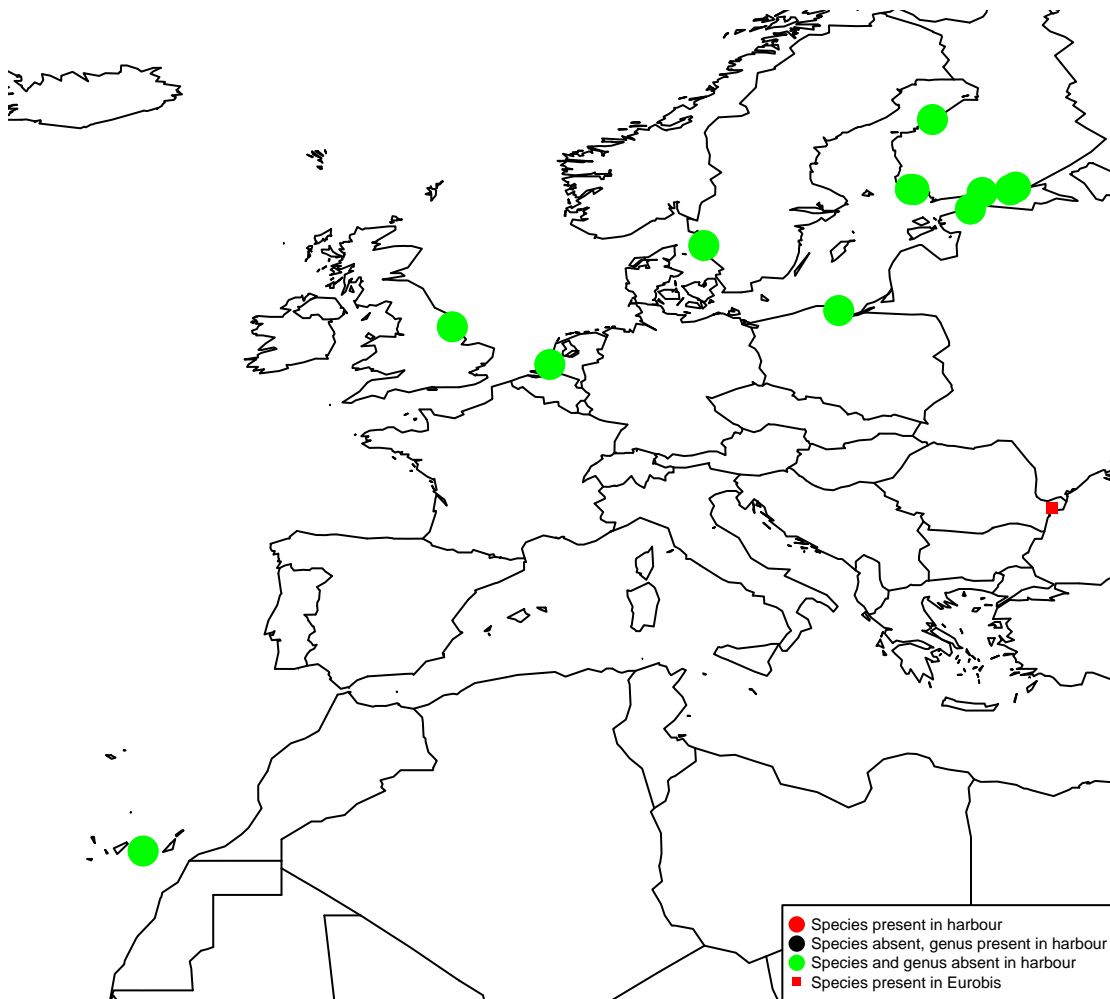 Species present in harbour
Species absent, genus present in harbour
Species and genus absent in harbour
Species present in Eurobis